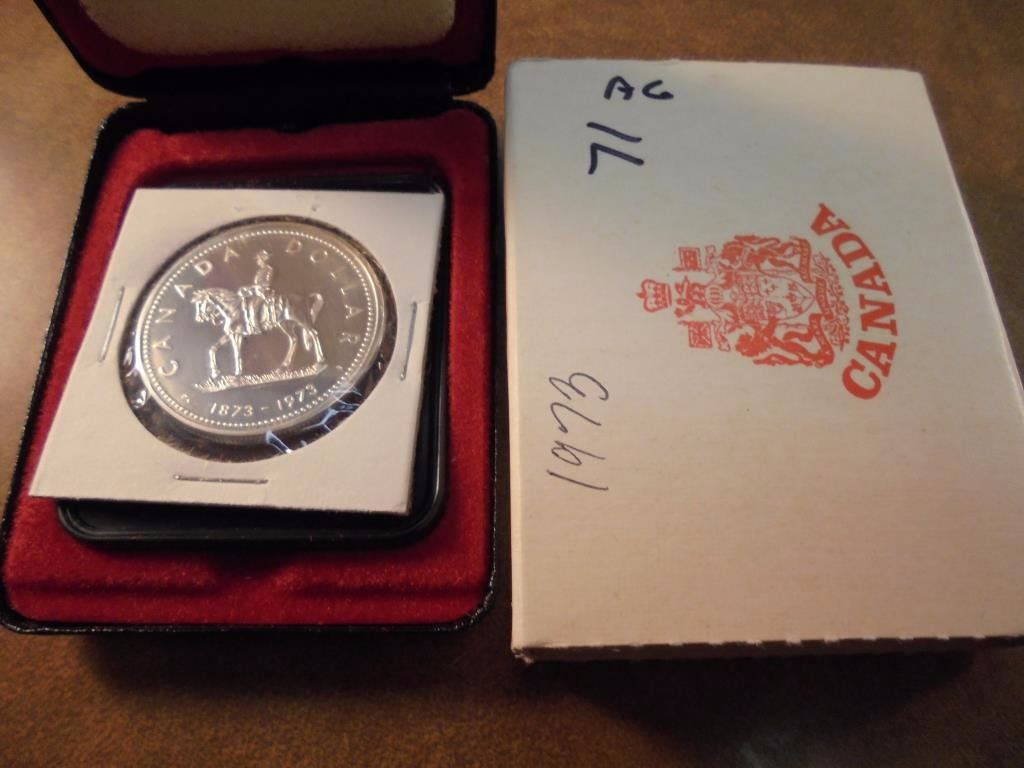 CANADA DOLLAR
1873-1973
71 AG
CANADA
1973